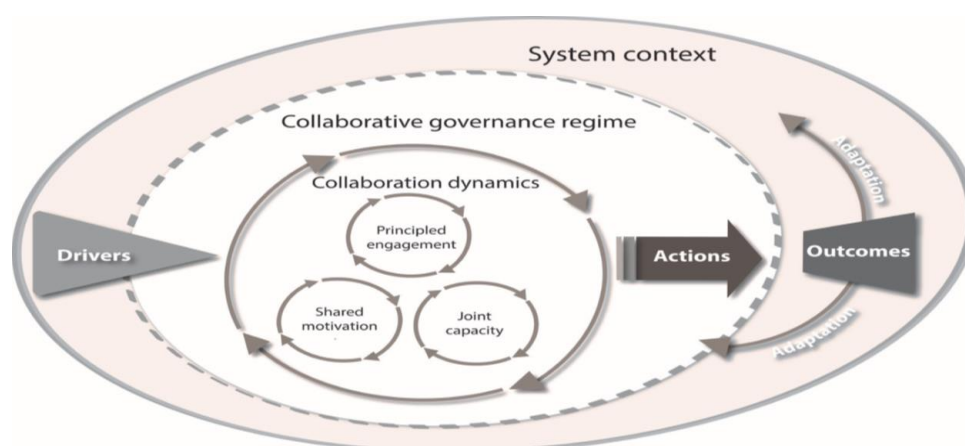 System context
Collaborative governance regime
Collaboration dynamics
Principled
engagement
Shared
motivation
Joint
capacity
Drivers
Actions
Outcomes
Adaptation
Adaptation